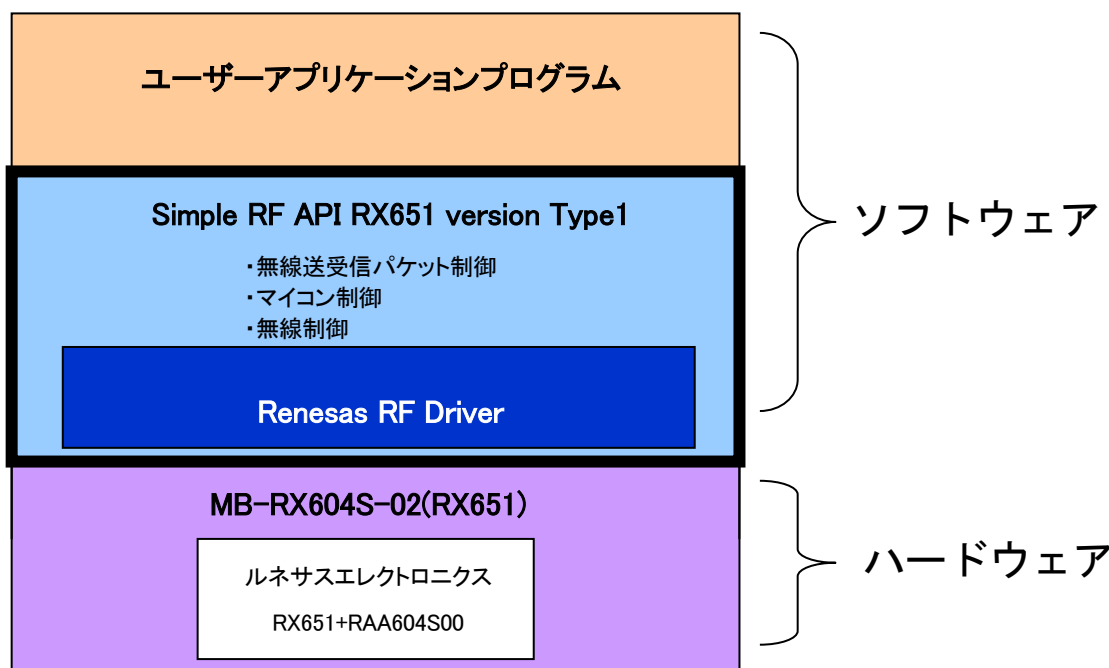 ユーザーアプリケーションプログラム
Simple RF API RX651 version Type1
・無線送受信パケット制御
・マイコン制御
・無線制御
Renesas RF Driver
ソフトウェア
MB-RX604S-02(RX651)
ルネサスエレクトロニクス
RX651+RAA604S00
ハードウェア